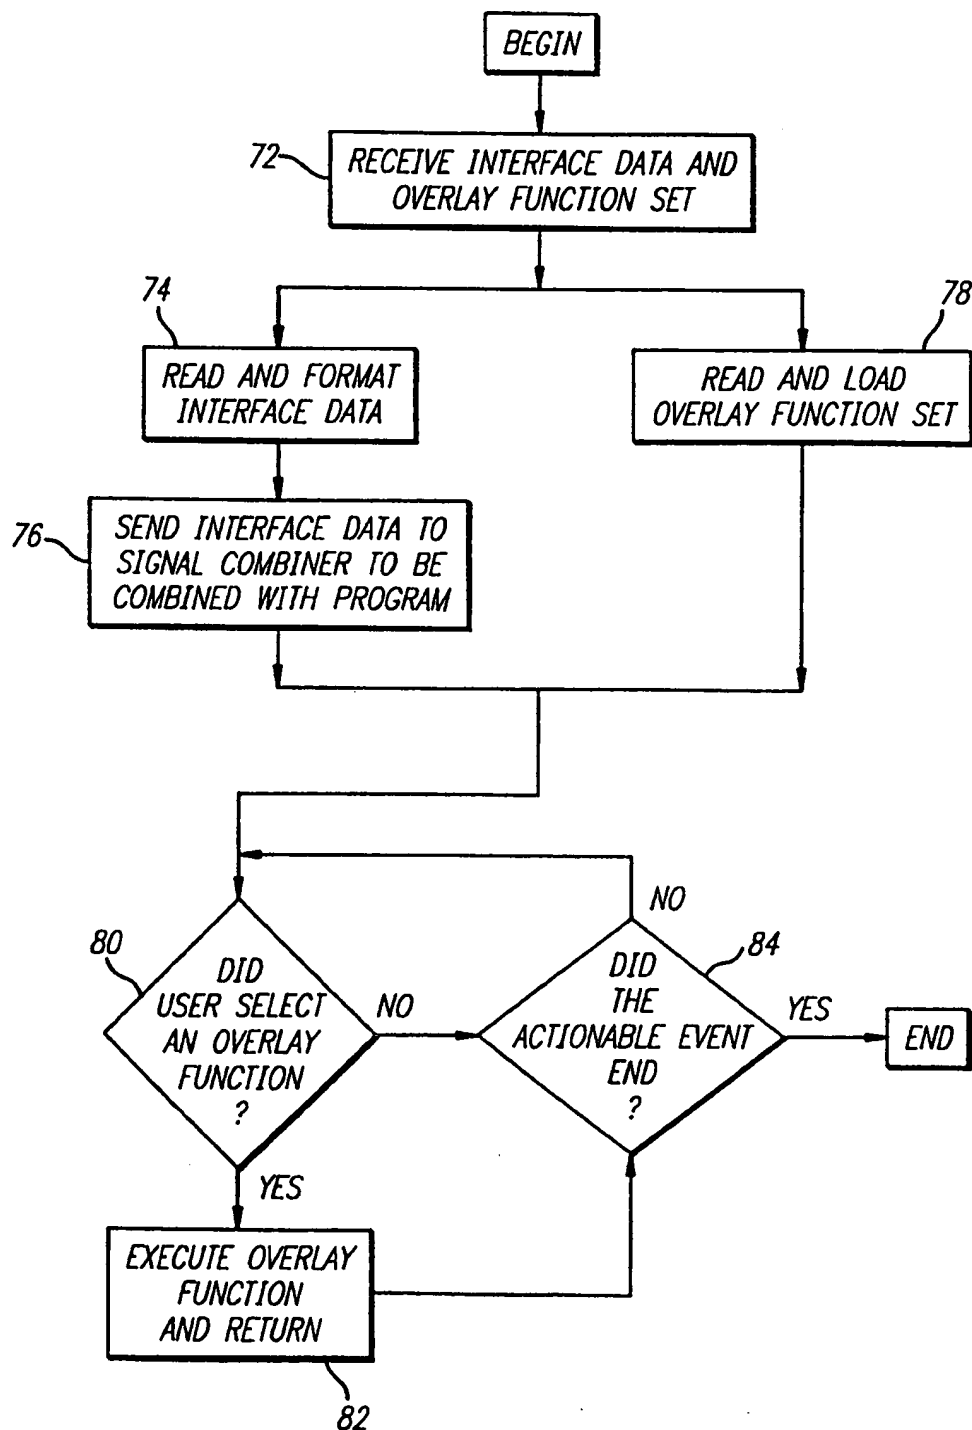 BEGIN
72
RECEIVE INTERFACE DATA AND
OVERLAY FUNCTION SET
74
READ AND FORMAT
INTERFACE DATA
78
READ AND LOAD
OVERLAY FUNCTION SET
76
SEND INTERFACE DATA TO
SIGNAL COMBINER TO BE
COMBINED WITH PROGRAM
80
DID
USER SELECT
AN OVERLAY
FUNCTION
?
NO
YES
84
DID
THE
ACTIONABLE EVENT
END
?
NO
YES
END
EXECUTE OVERLAY
FUNCTION
AND RETURN
82